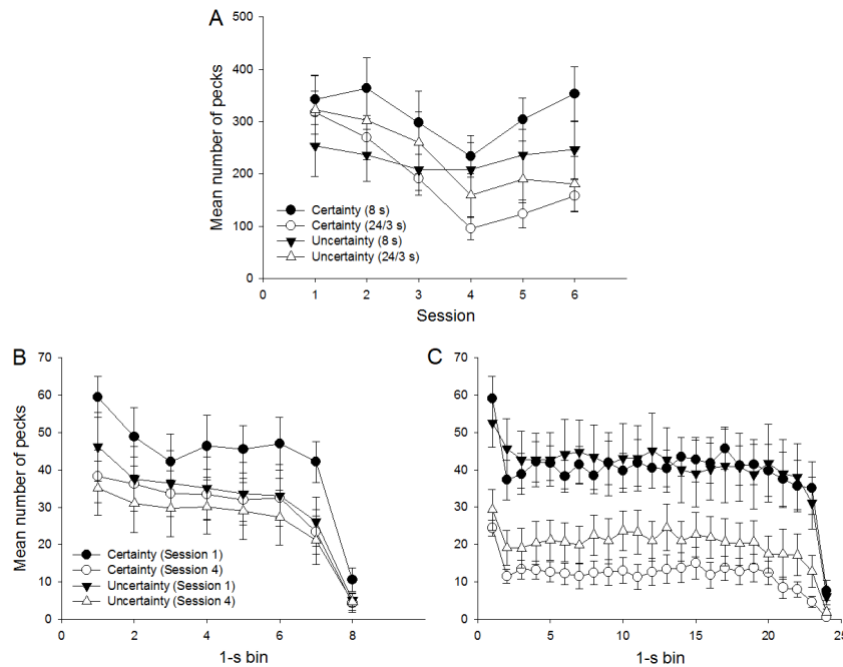 A
Mean number of pecks
500
400
300
200
100
0
Certainty (8 s)
Certainty (24/3 s)
Uncertainty (8 s)
Uncertainty (24/3 s)
0 1 2 3 4 5 6
Session
B
Mean number of pecks
70
60
50
40
30
20
10
0
Certainty (Session 1)
Certainty (Session 4)
Uncertainty (Session 1)
Uncertainty (Session 4)
0 2 4 6 8
1-s bin
C
70
60
50
40
30
20
10
0
0 5 10 15 20 25
1-s bin